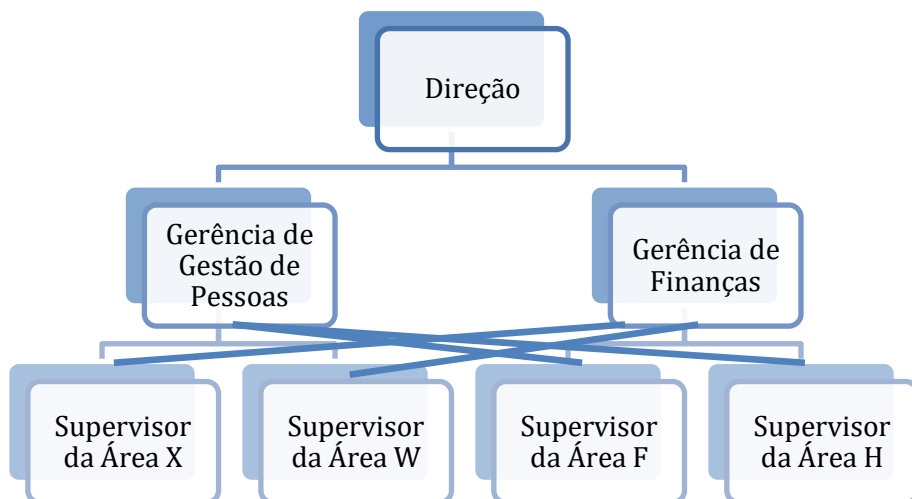 Direção
Gerência de
Gestão de
Pessoas
Gerência de
Finanças
Supervisor
da Área X
Supervisor
da Área W
Supervisor
da Área F
Supervisor
da Área H